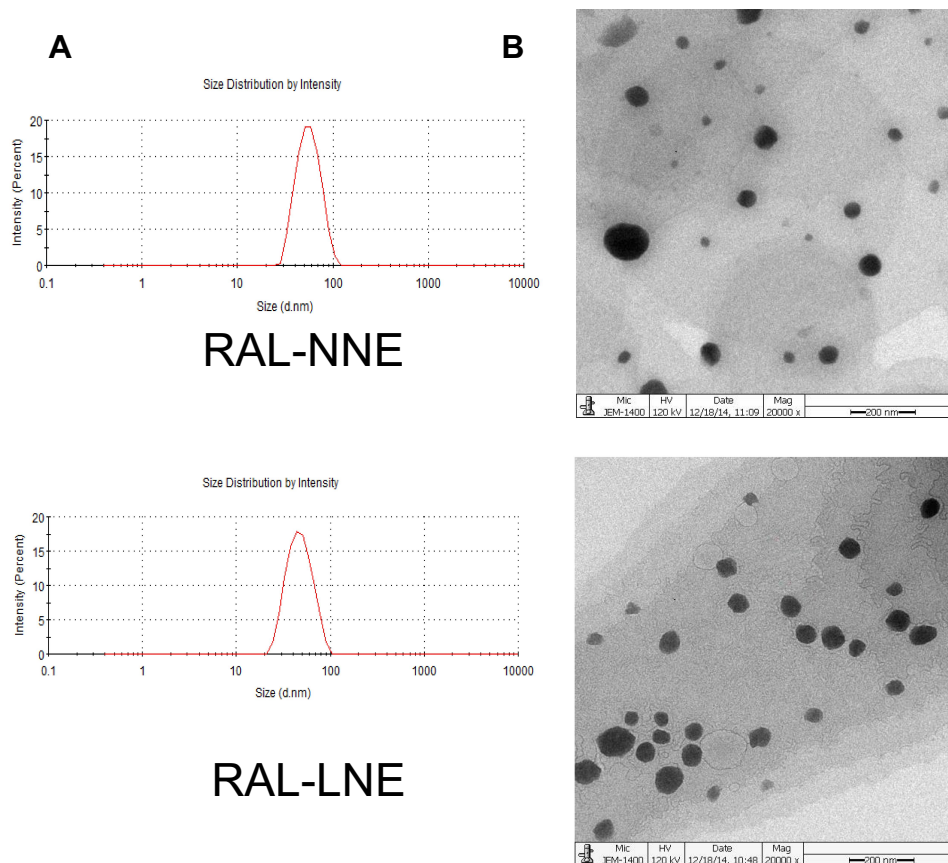 A
B
Size Distribution by Intensity
Intensity (Percent)
20
15
10
5
0
0.1 1 10 100 1000 10000
Size (d.nm)
RAL-NNE
Mic HV Date Mag
JEM-1400 120 kV 12/18/14, 11:09 20000 x 200 nm
Size Distribution by Intensity
Intensity (Percent)
20
15
10
5
0
0.1 1 10 100 1000 10000
Size (d.nm)
RAL-LNE
Mic HV Date Mag
JEM-1400 120 kV 12/18/14, 10:48 20000 x 200 nm